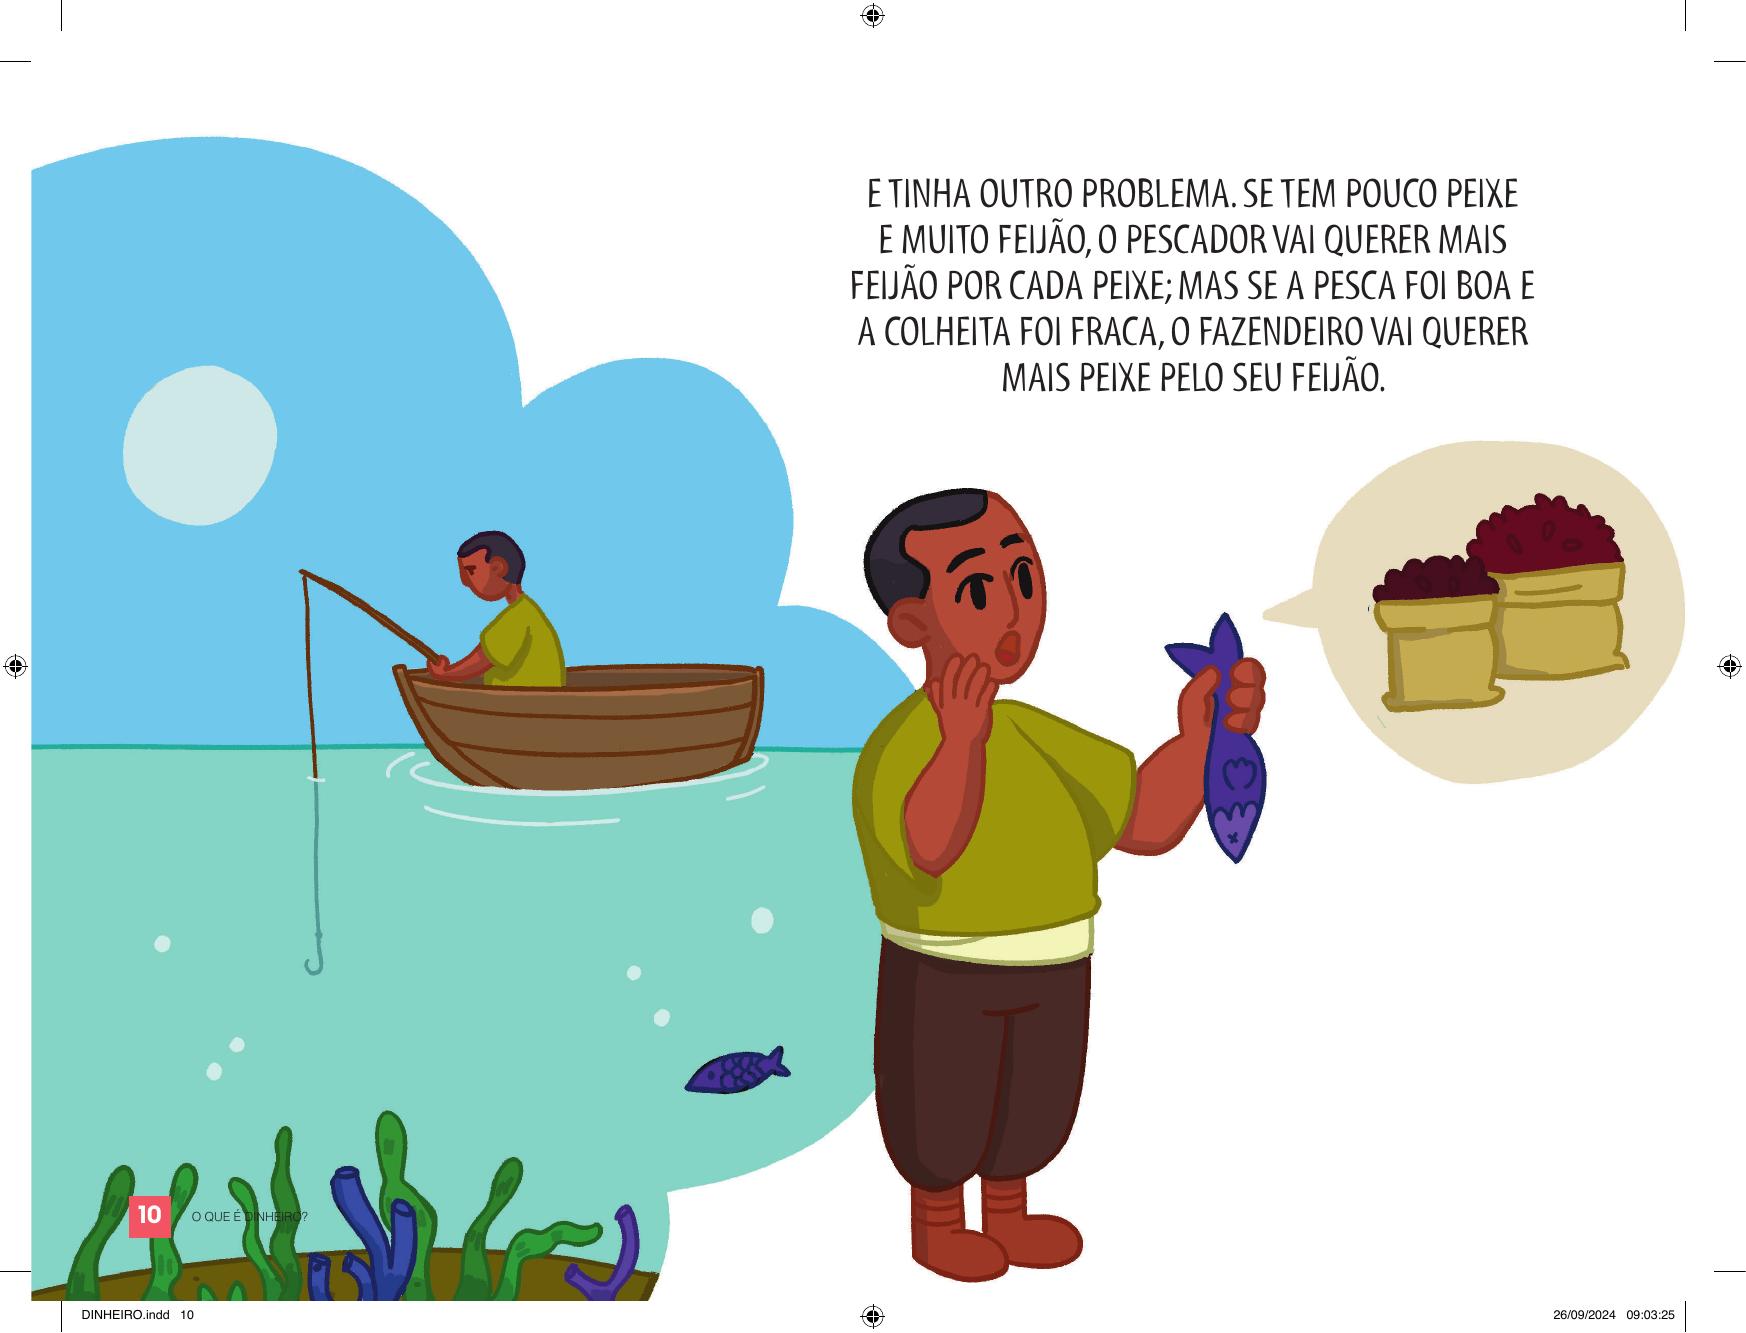 E TINHA OUTRO PROBLEMA. SE TEM POUCO PEIXE
E MUITO FEIJÃO, O PESCADOR VAI QUERER MAIS
FEIJÃO POR CADA PEIXE; MAS SE A PESCA FOI BOA E
A COLHEITA FOI FRACA, O FAZENDEIRO VAI QUERER
MAIS PEIXE PELO SEU FEIJÃO.
10 O QUE É DINHEIRO?
DINHEIRO.indd 10 26/09/2024 09:03:25